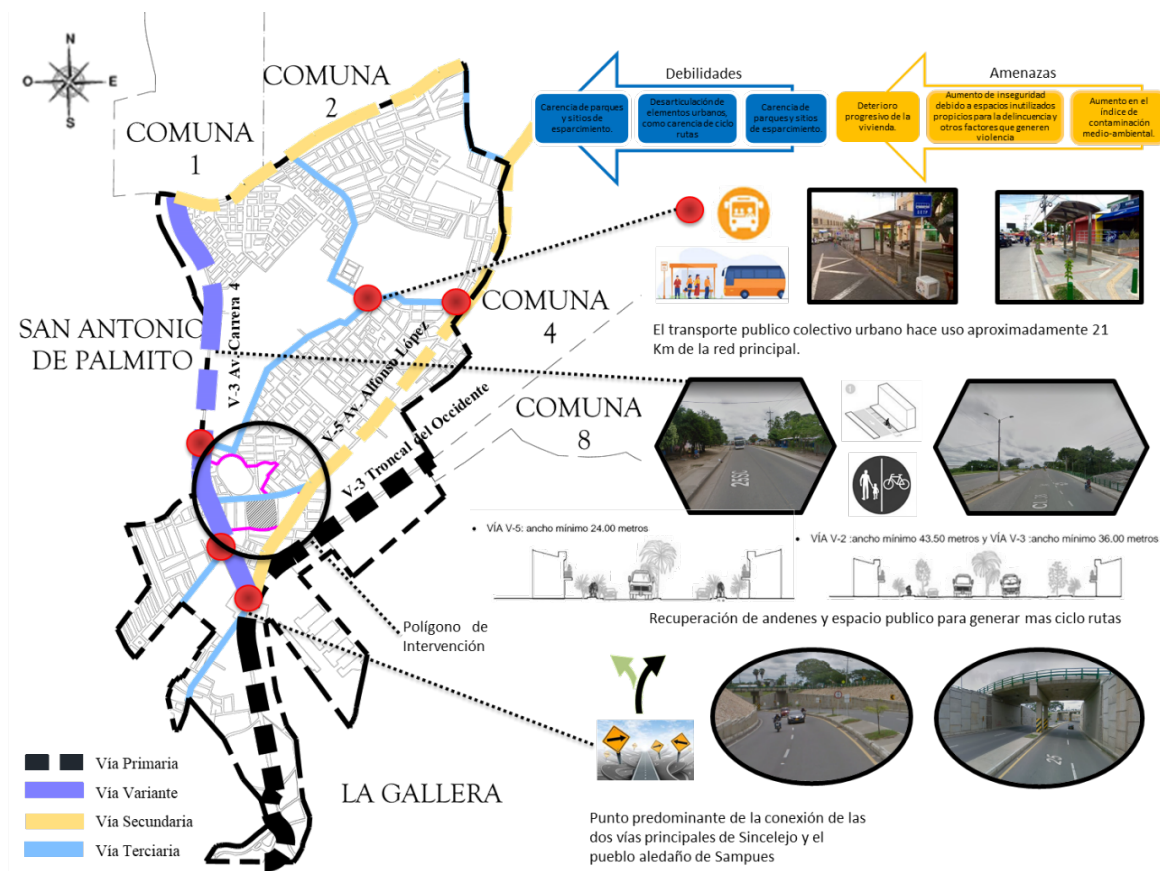 N
O
E
S
COMUNA
2
COMUNA
1
SAN ANTONIO
DE PALMITO
COMUNA
4
COMUNA
8
LA GALLERA
V-3 Av. Carrera 4
V-5 Av. Alfonso López
V-3 Troncal del Occidente
Polígono de
Intervención
Vía Primaria
Vía Variante
Vía Secundaria
Vía Terciaria
Debilidades
Carencia de parques
y sitios de
esparcimiento.
Desarticulación de
elementos urbanos,
como carencia de ciclo
rutas
Carencia de
parques y sitios
de esparcimiento.
Amenazas
Deterioro
progresivo de la
vivienda.
Aumento de inseguridad
debido a espacios inutilizados
propicios para la delincuencia y
otros factores que generen
violencia
Aumento en el
índice de
contaminación
medio-ambiental.
El transporte publico colectivo urbano hace uso aproximadamente 21
Km de la red principal.
• VÍA V-5: ancho mínimo 24.00 metros
• VÍA V-2 :ancho mínimo 43.50 metros y VÍA V-3 :ancho mínimo 36.00 metros
Recuperación de andenes y espacio publico para generar mas ciclo rutas
25
Punto predominante de la conexión de las
dos vías principales de Sincelejo y el
pueblo aledaño de Sampues